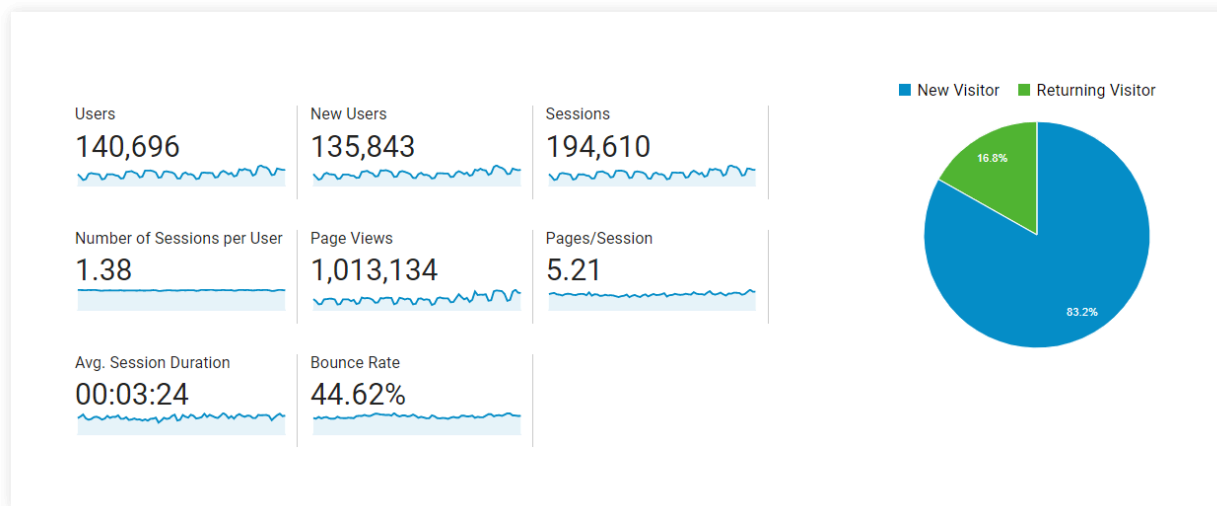 New Visitor Returning Visitor
Users New Users Sessions
140,696 135,843 194,610
16.8%
Number of Sessions per User Page Views Pages/Session
1.38 1,013,134 5.21
83.2%
Avg. Session Duration Bounce Rate
00:03:24 44.62%